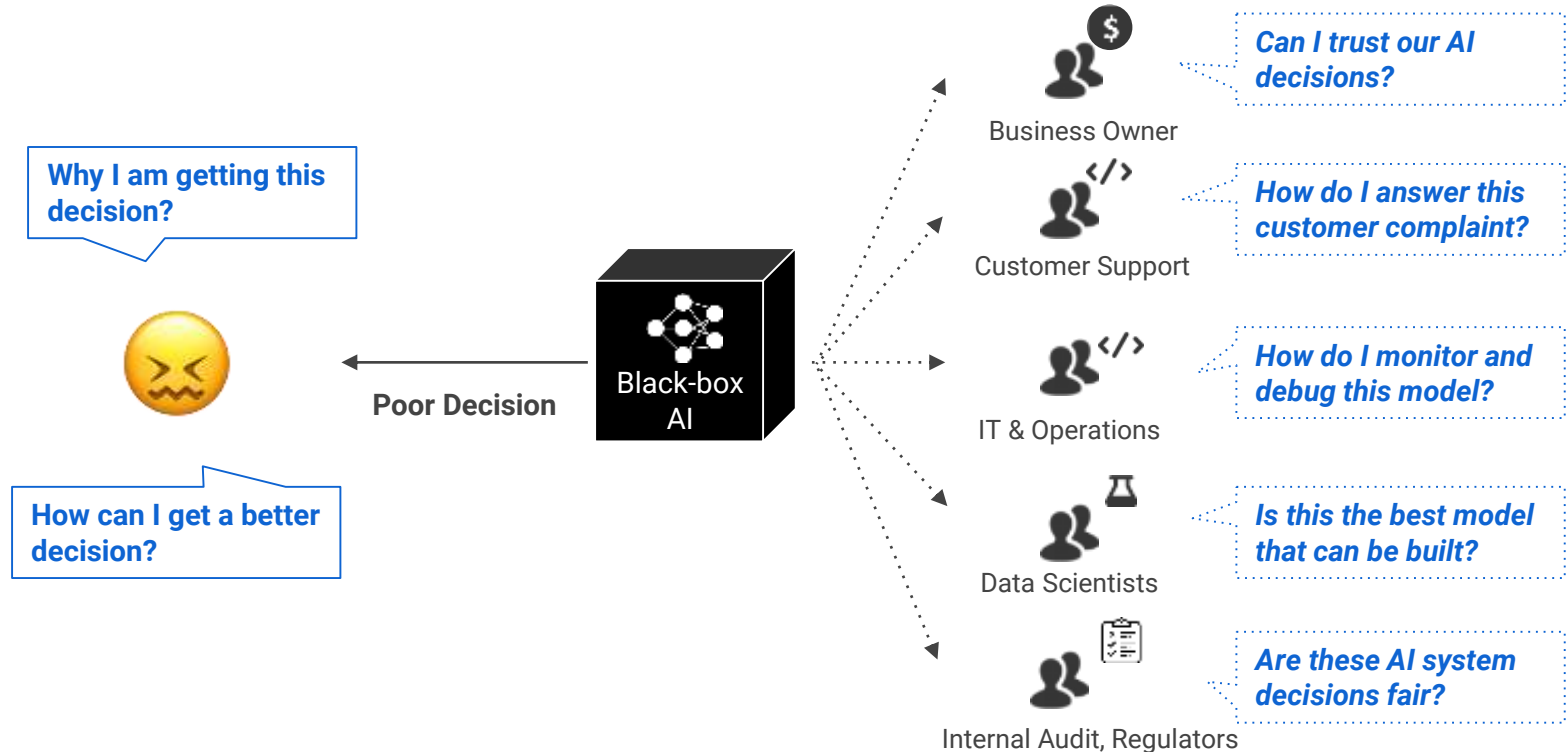 Why I am getting this
decision?
How can I get a better
decision?
Poor Decision
Black-box
AI
$
Business Owner
Can I trust our AI
decisions?
</>
Customer Support
How do I answer this
customer complaint?
</>
IT & Operations
How do I monitor and
debug this model?
Data Scientists
Is this the best model
that can be built?
Internal Audit, Regulators
Are these AI system
decisions fair?